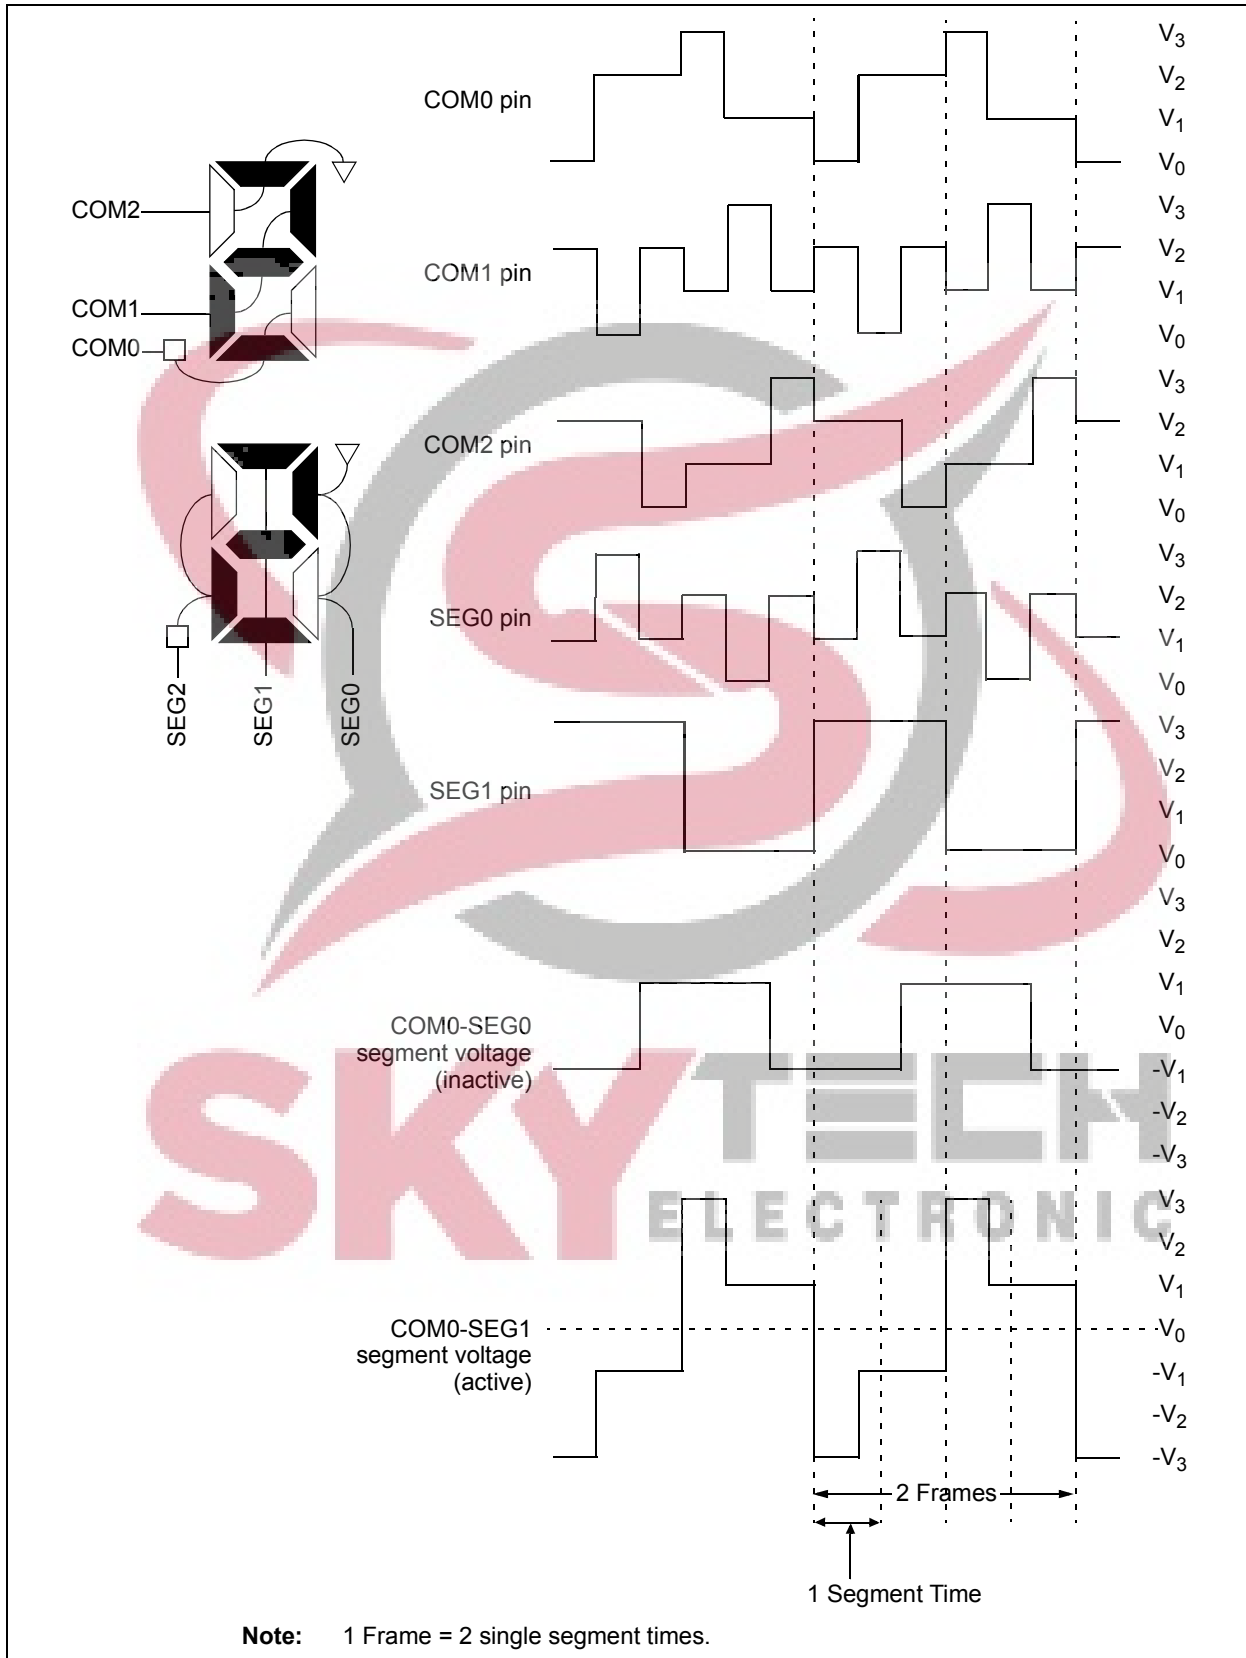 COM0 pin
V3
V2
V1
V0
COM2
COM1
COM0
COM1 pin
V3
V2
V1
V0
COM2 pin
V3
V2
V1
V0
SEG0 pin
V3
V2
V1
V0
SEG2
SEG1
SEG0
SEG1 pin
V3
V2
V1
V0
COM0-SEG0
segment voltage
(inactive)
V3
V2
V1
V0
-V1
-V2
-V3
SKY TECH
ELECTRONIC
COM0-SEG1
segment voltage
(active)
V3
V2
V1
V0
-V1
-V2
-V3
2 Frames
1 Segment Time
Note: 1 Frame = 2 single segment times.